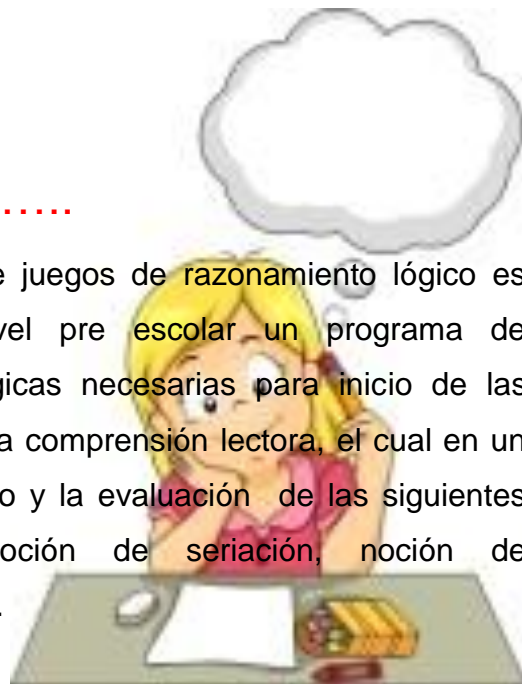 ......
e juegos de razonamiento lógico es
vel pre escolar un programa de
gicas necesarias para inicio de las
a comprensión lectora, el cual en un
o y la evaluación de las siguientes
oción de seriación, noción de
.